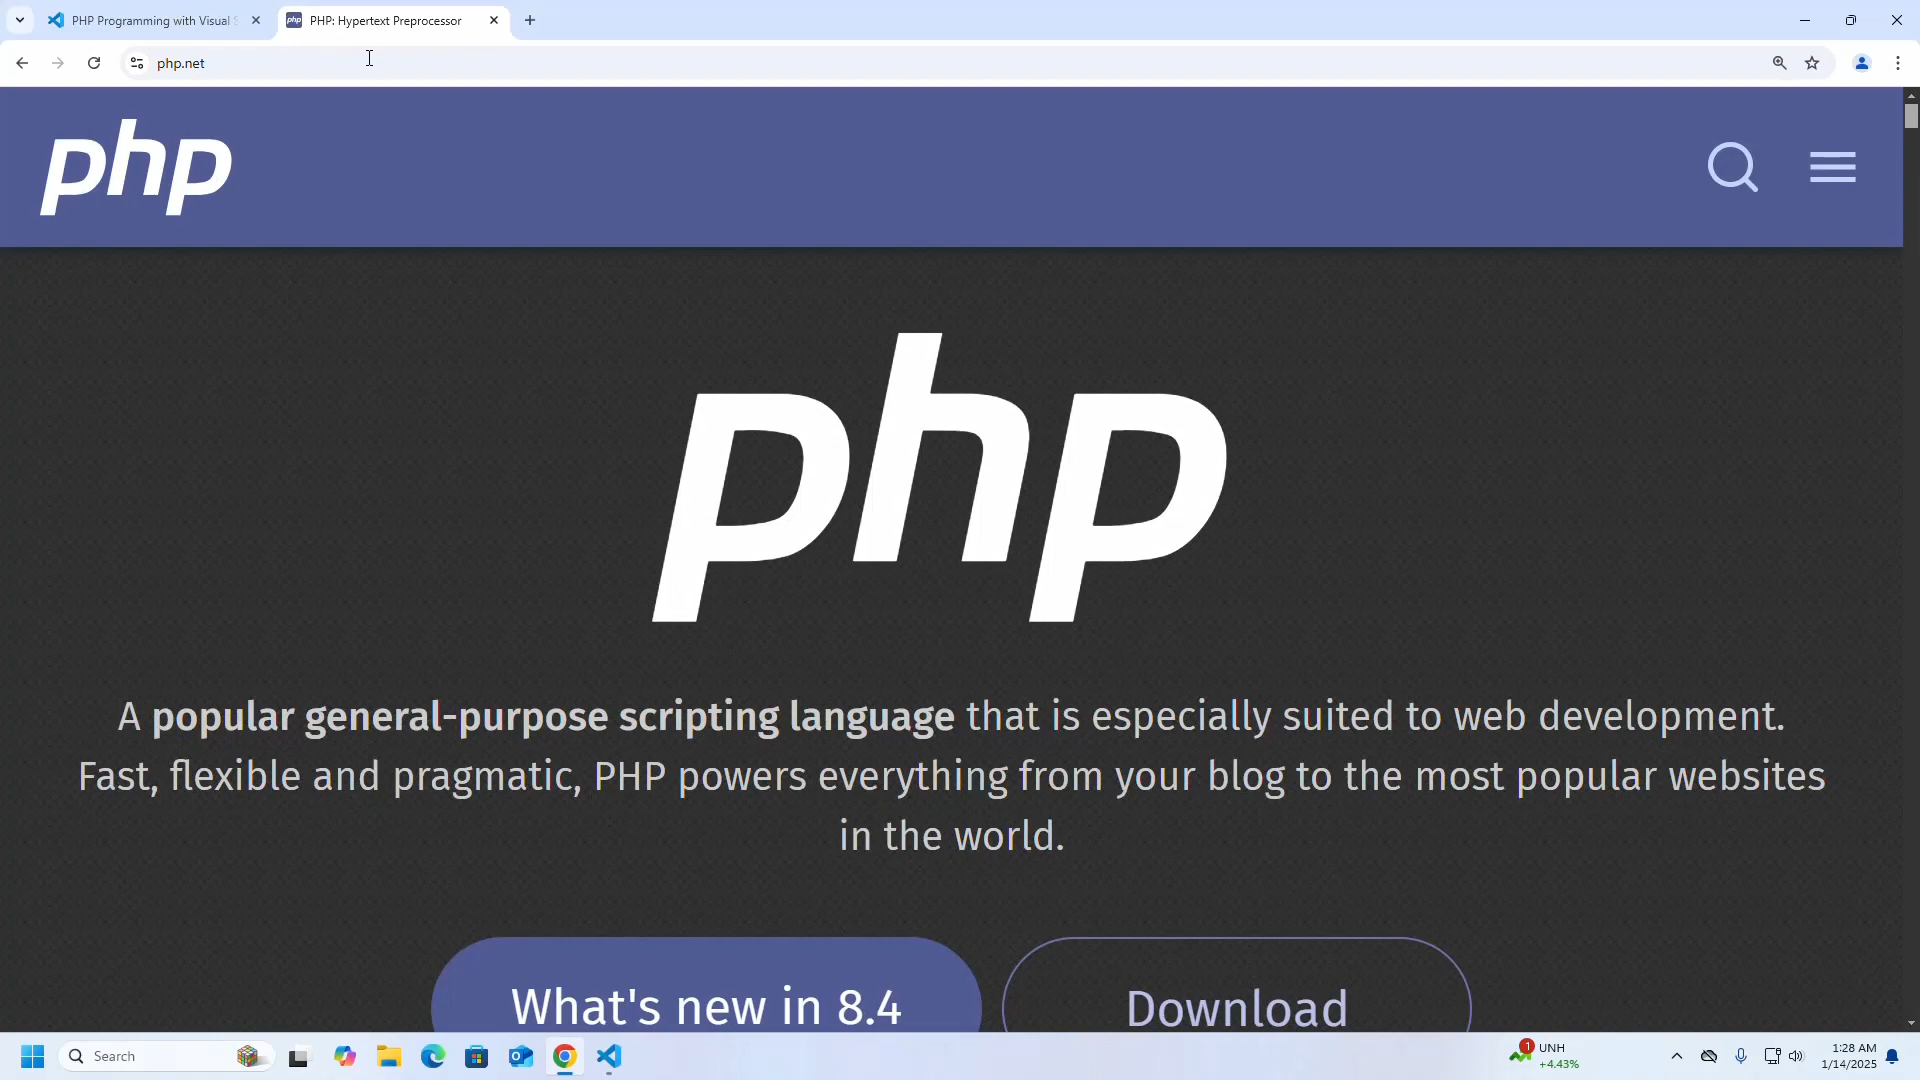 PHP Programming with Visual S
php PHP: Hypertext Preprocessor
php.net
php
php
A popular general-purpose scripting language that is especially suited to web development.
Fast, flexible and pragmatic, PHP powers everything from your blog to the most popular websites
in the world.
What's new in 8.4
Download
Search
1
UNH
+4.43%
1:28 AM
1/14/2025